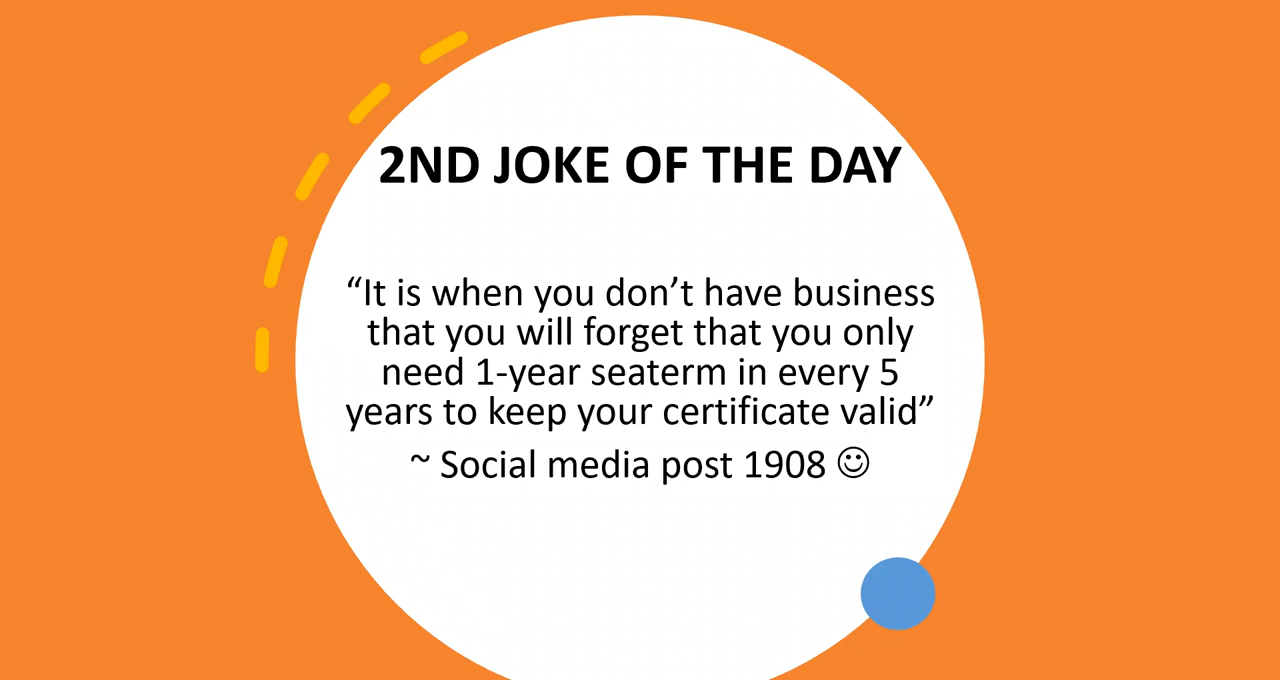 2ND JOKE OF THE DAY
“It is when you don’t have business
that you will forget that you only
need 1-year seaterm in every 5
years to keep your certificate valid”
~ Social media post 1908 ☺